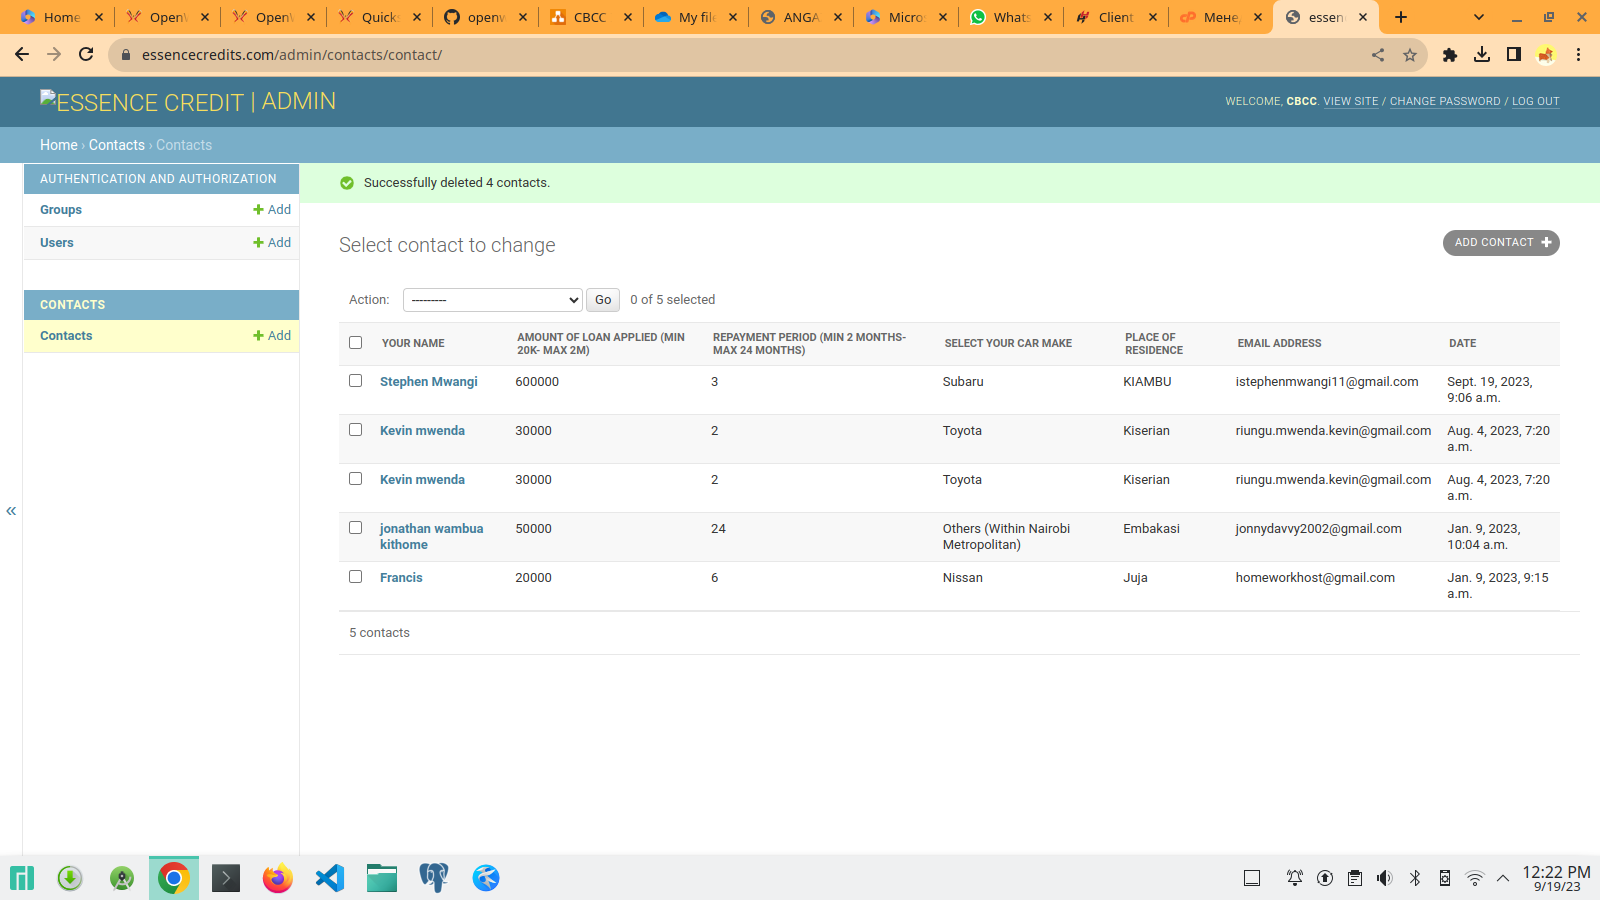 Home
OpenV
OpenV
Quicks
openw
CBCC
My file
ANGA
Micros
Whats
Client
Мене
essen
essencecredits.com/admin/contacts/contact/
ESSENCE CREDIT | ADMIN
WELCOME, CBCC. VIEW SITE / CHANGE PASSWORD / LOG OUT
Home › Contacts › Contacts
AUTHENTICATION AND AUTHORIZATION
Groups + Add
Users + Add
CONTACTS
Contacts + Add
«
Successfully deleted 4 contacts.
Select contact to change
ADD CONTACT +
Action: --------- Go 0 of 5 selected
YOUR NAME
AMOUNT OF LOAN APPLIED (MIN
20K- MAX 2M)
REPAYMENT PERIOD (MIN 2 MONTHS-
MAX 24 MONTHS)
SELECT YOUR CAR MAKE
PLACE OF
RESIDENCE
EMAIL ADDRESS
DATE
Stephen Mwangi 600000 3 Subaru KIAMBU istephenmwangi11@gmail.com Sept. 19, 2023,
9:06 a.m.
Kevin mwenda 30000 2 Toyota Kiserian riungu.mwenda.kevin@gmail.com Aug. 4, 2023, 7:20
a.m.
Kevin mwenda 30000 2 Toyota Kiserian riungu.mwenda.kevin@gmail.com Aug. 4, 2023, 7:20
a.m.
jonathan wambua 50000 24 Others (Within Nairobi Embakasi jonnydavvy2002@gmail.com Jan. 9, 2023,
kithome Metropolitan) 10:04 a.m.
Francis 20000 6 Nissan Juja homeworkhost@gmail.com Jan. 9, 2023, 9:15
a.m.
5 contacts
12:22 PM
9/19/23